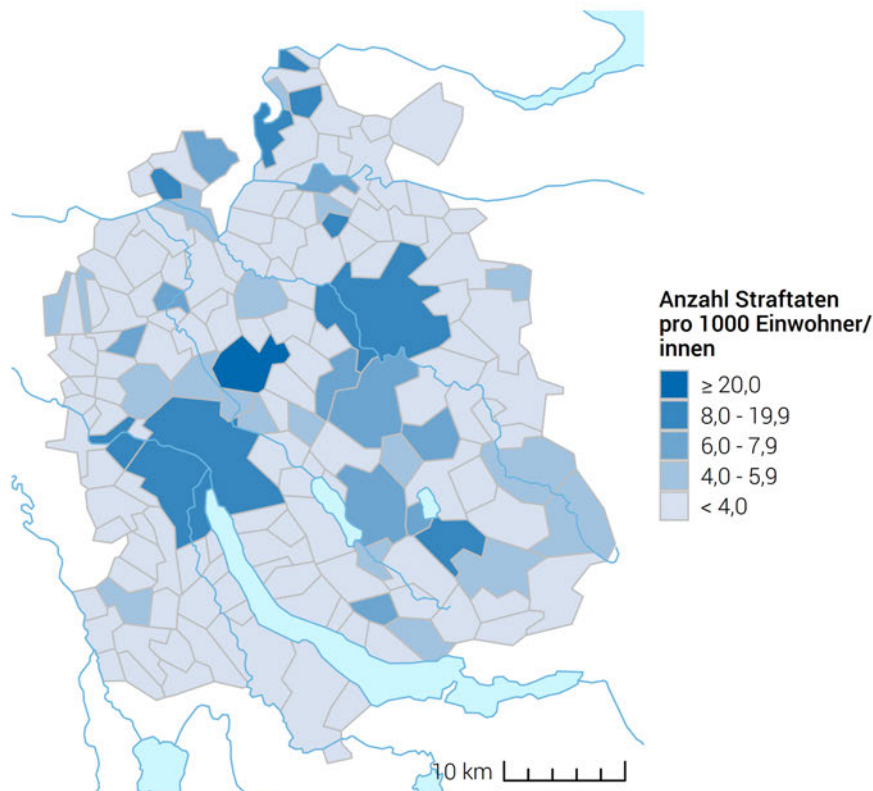 Anzahl Straftaten
pro 1000 Einwohner/
innen
≥ 20,0
8,0 - 19,9
6,0 - 7,9
4,0 - 5,9
< 4,0
10 km